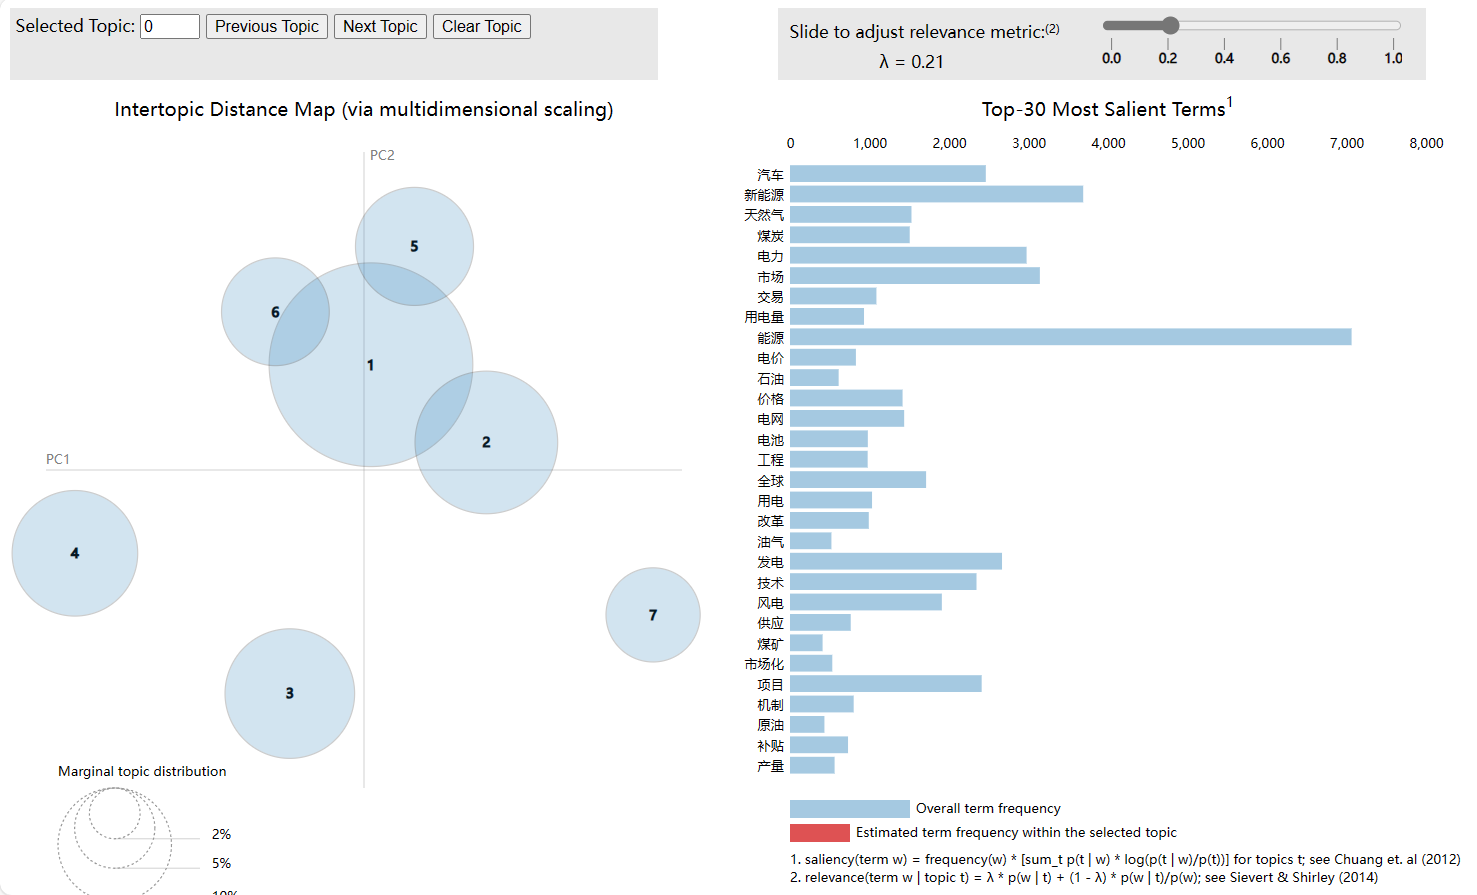 Selected Topic: 0 Previous Topic Next Topic Clear Topic
Slide to adjust relevance metric:(2)
λ = 0.21
0.0 0.2 0.4 0.6 0.8 1.0
Intertopic Distance Map (via multidimensional scaling)
PC2
PC1
5
6
1
2
4
7
3
Marginal topic distribution
2%
5%
10%
Top-30 Most Salient Terms1
0 1,000 2,000 3,000 4,000 5,000 6,000 7,000 8,000
汽车
新能源
天然气
煤炭
电力
市场
交易
用电量
能源
电价
石油
价格
电网
电池
工程
全球
用电
改革
油气
发电
技术
风电
供应
煤矿
市场化
项目
机制
原油
补贴
产量
Overall term frequency
Estimated term frequency within the selected topic
1. saliency(term w) = frequency(w) * [sum_t p(t | w) * log(p(t | w)/p(t))] for topics t; see Chuang et. al (2012)
2. relevance(term w | topic t) = λ * p(w | t) + (1 - λ) * p(w | t)/p(w); see Sievert & Shirley (2014)